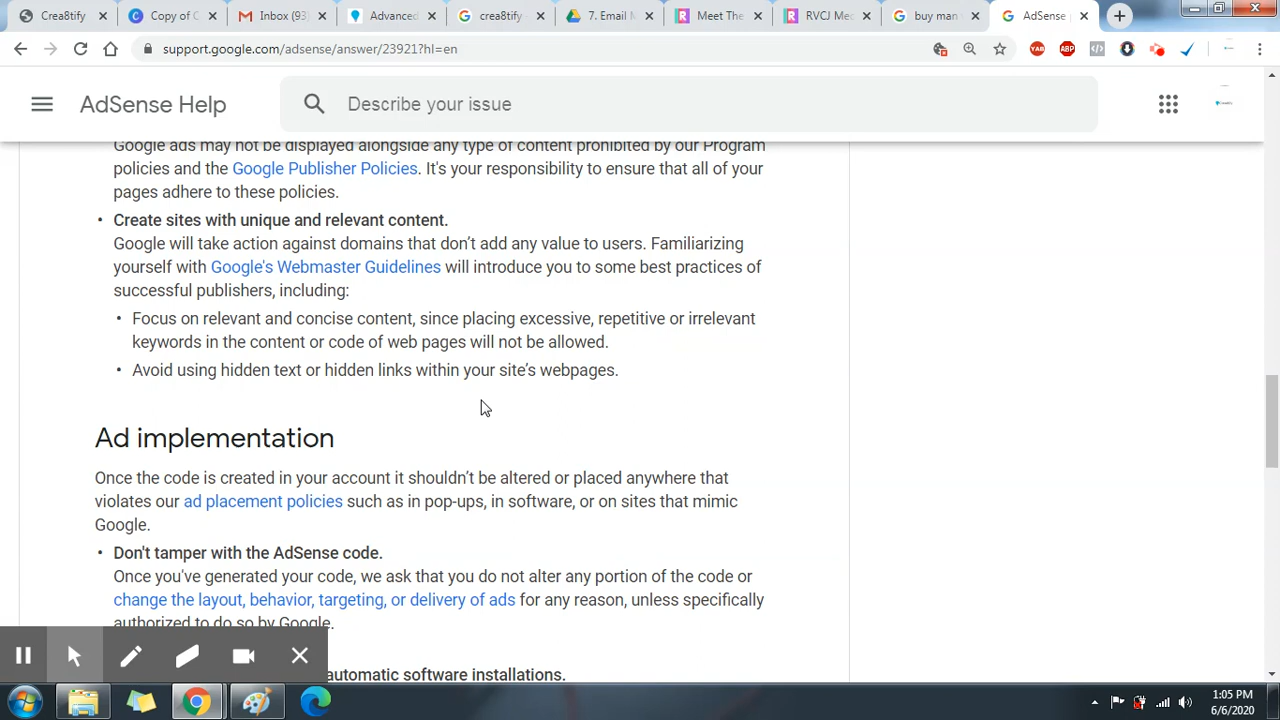 Crea8tify
Copy of C
Inbox (93)
Advanced
crea8tify
7. Email M
Meet The
RVCJ Med
buy man
AdSense p
support.google.com/adsense/answer/23921?hl=en
YAB
ABP
AdSense Help
Describe your issue
Google ads may not be displayed alongside any type of content prohibited by our Program
policies and the Google Publisher Policies. It's your responsibility to ensure that all of your
pages adhere to these policies.
• Create sites with unique and relevant content.
Google will take action against domains that don’t add any value to users. Familiarizing
yourself with Google's Webmaster Guidelines will introduce you to some best practices of
successful publishers, including:
• Focus on relevant and concise content, since placing excessive, repetitive or irrelevant
keywords in the content or code of web pages will not be allowed.
• Avoid using hidden text or hidden links within your site’s webpages.
Ad implementation
Once the code is created in your account it shouldn’t be altered or placed anywhere that
violates our ad placement policies such as in pop-ups, in software, or on sites that mimic
Google.
• Don't tamper with the AdSense code.
Once you've generated your code, we ask that you do not alter any portion of the code or
change the layout, behavior, targeting, or delivery of ads for any reason, unless specifically
authorized to do so by Google.
automatic software installations.
1:05 PM
6/6/2020